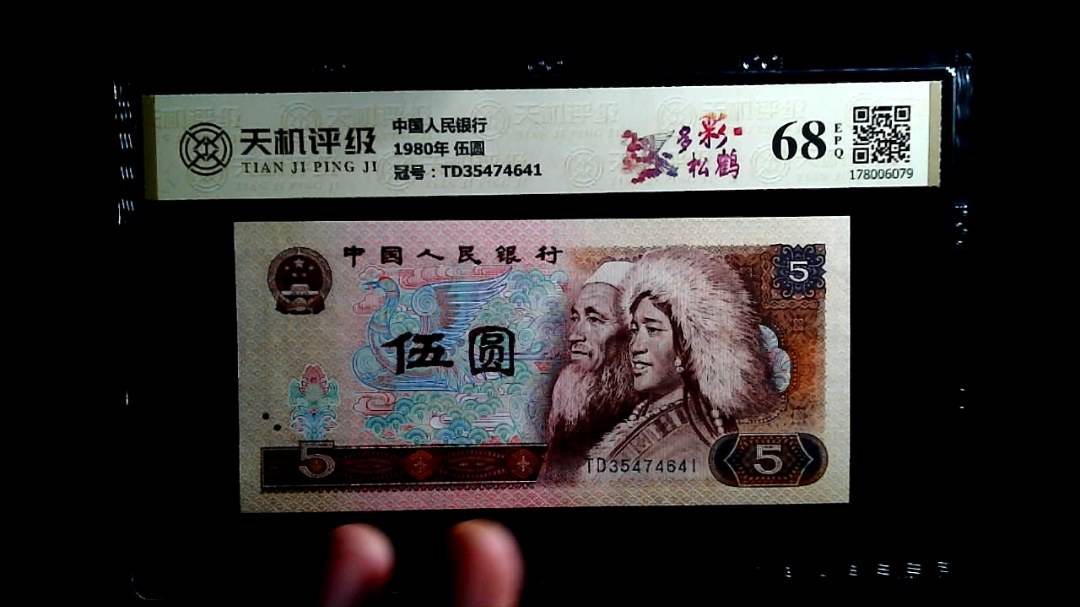 天机评级
TIAN JI PING JI
中国人民银行
1980年 伍圆
冠号：TD35474641
多彩
松鹤
68
EPQ
178006079
中国人民银行
5
伍圆
5
TD35474641
5